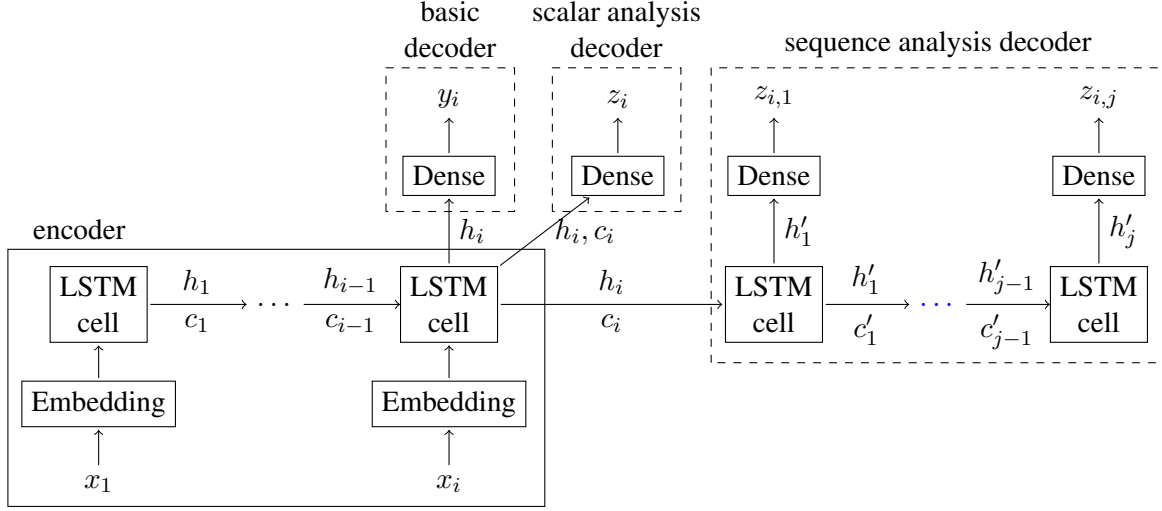 basic
decoder
scalar analysis
decoder
sequence analysis decoder
y_i
z_i
z_{i,1}
z_{i,j}
Dense
Dense
Dense
Dense
h_i
h_i, c_i
h'_1
h'_j
encoder
LSTM
cell
h_1
c_1
···
h_{i−1}
c_{i−1}
LSTM
cell
h_i
c_i
LSTM
cell
h'_1
c'_1
···
h'_{j−1}
c'_{j−1}
LSTM
cell
Embedding
Embedding
x_1
x_i